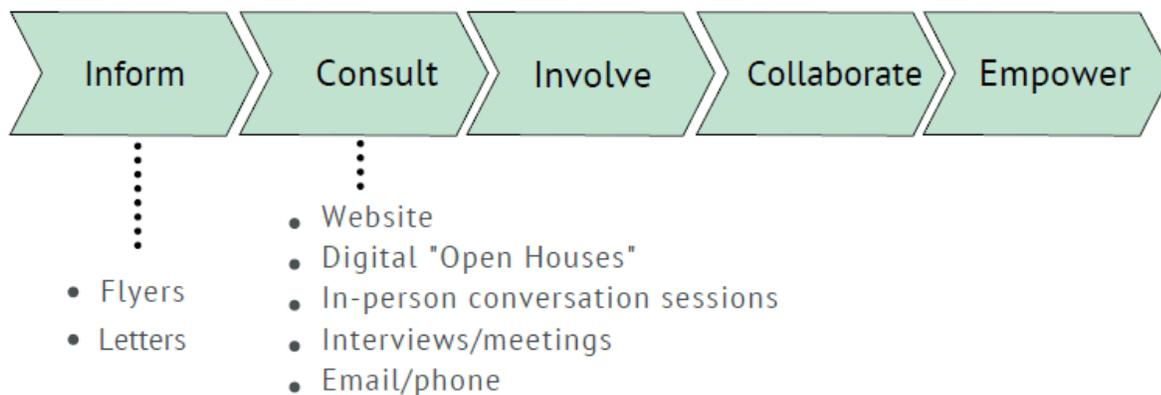 Inform
Consult
Involve
Collaborate
Empower
• Flyers
• Letters
• Website
• Digital "Open Houses"
• In-person conversation sessions
• Interviews/meetings
• Email/phone